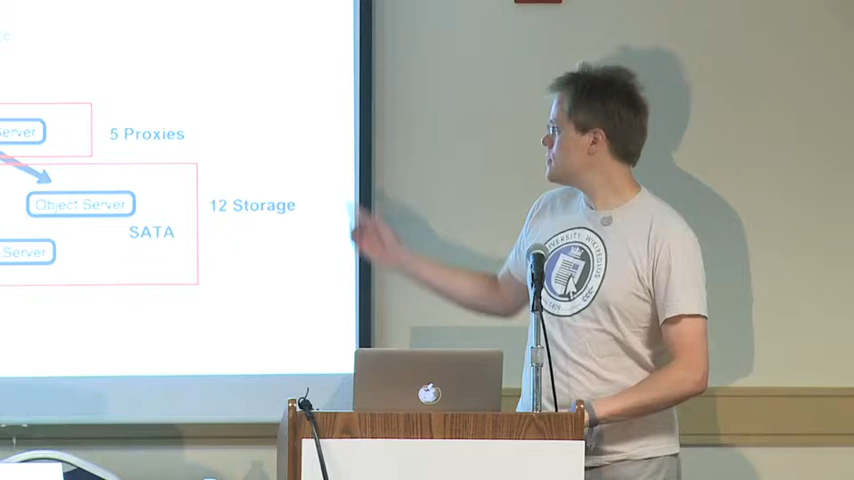 Server
5 Proxies
Object Server
12 Storage
SATA
Server